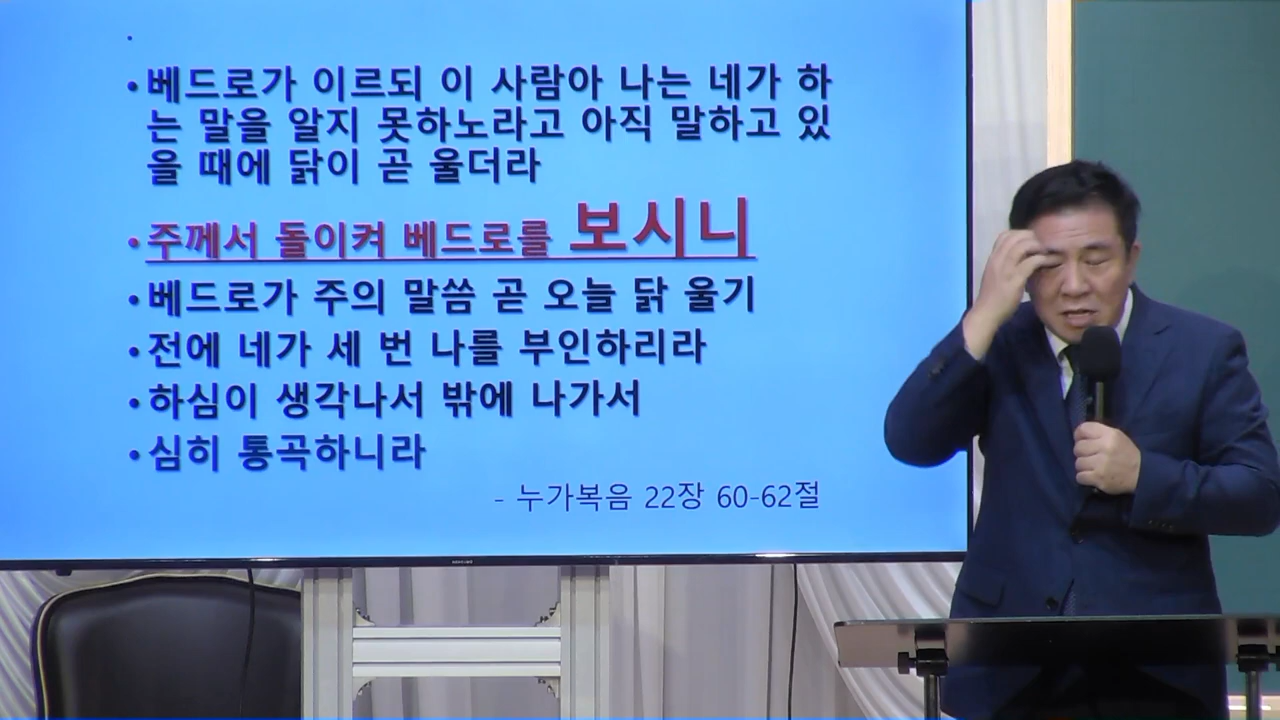 • 베드로가 이르되 이 사람아 나는 네가 하
는 말을 알지 못하노라고 아직 말하고 있
을 때에 닭이 곧 울더라
• 주께서 돌이켜 베드로를 보시니
• 베드로가 주의 말씀 곧 오늘 닭 울기
• 전에 네가 세 번 나를 부인하리라
• 하심이 생각나서 밖에 나가서
• 심히 통곡하니라
- 누가복음 22장 60-62절